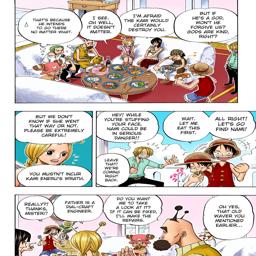 THAT'S BECAUSE
HE INTENDS
TO GO THERE
NO MATTER WHAT.
I SEE.
OH WELL,
IT DOESN'T
MATTER.
I'M AFRAID
THE KAMI WOULD
CERTAINLY
DESTROY YOU.
BUT IF
HE'S A GOD,
WON'T
HE FORGIVE US?
GODS ARE KIND,
RIGHT?
BUT WE DON'T
KNOW IF SHE WENT
THAT WAY OR NOT.
PLEASE BE EXTREMELY
CAREFUL!
YOU MUSTN'T INCUR
KAMI ENERU'S WRATH.
HEY! WHILE
YOU'RE STUFFING
YOUR FACE,
NAMI COULD BE
IN SERIOUS
DANGER!!
LEAVE
THAT!
WE'RE
COMING
RIGHT
BACK.
WAIT,
LET ME
EAT THIS
FIRST.
ALL RIGHT!
LET'S GO
FIND NAMI!
REALLY?!
THANKS,
MISTER!!
FATHER IS A
DIAL-CRAFT
ENGINEER.
DO YOU
WANT ME
TO TAKE
A LOOK AT IT?
IF IT CAN BE FIXED,
I'LL MAKE
THE REPAIRS.
OH YES,
THAT OLD
WAVER YOU
MENTIONED
EARLIER...